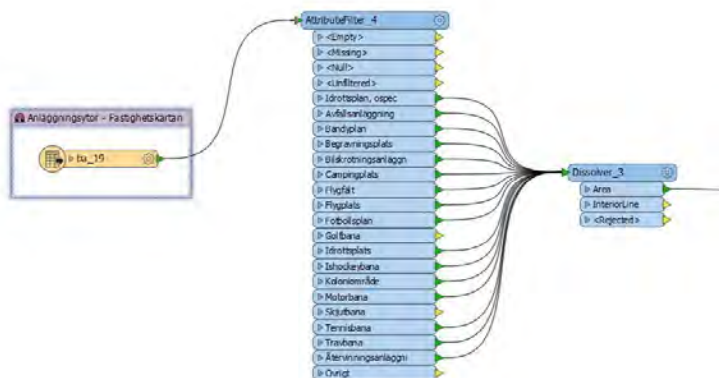 AttributeFilter_4
<Empty>
<Missing>
<Null>
<Unfiltered>
Idrottsplan, ospec
Avfallsanläggning
Bandyplan
Begravningsplats
Bilskrotningsanläggn
Campingplats
Flygfält
Flygplats
Fotbollsplan
Golfbana
Idrottsplats
Ishockeybana
Koloniområde
Motorbana
Skjutbana
Tennisbana
Travbana
Återvinningsanläggni
Övrigt
Anläggningsytor - Fastighetskartan
ba_19
Dissolver_3
Area
InteriorLine
<Rejected>